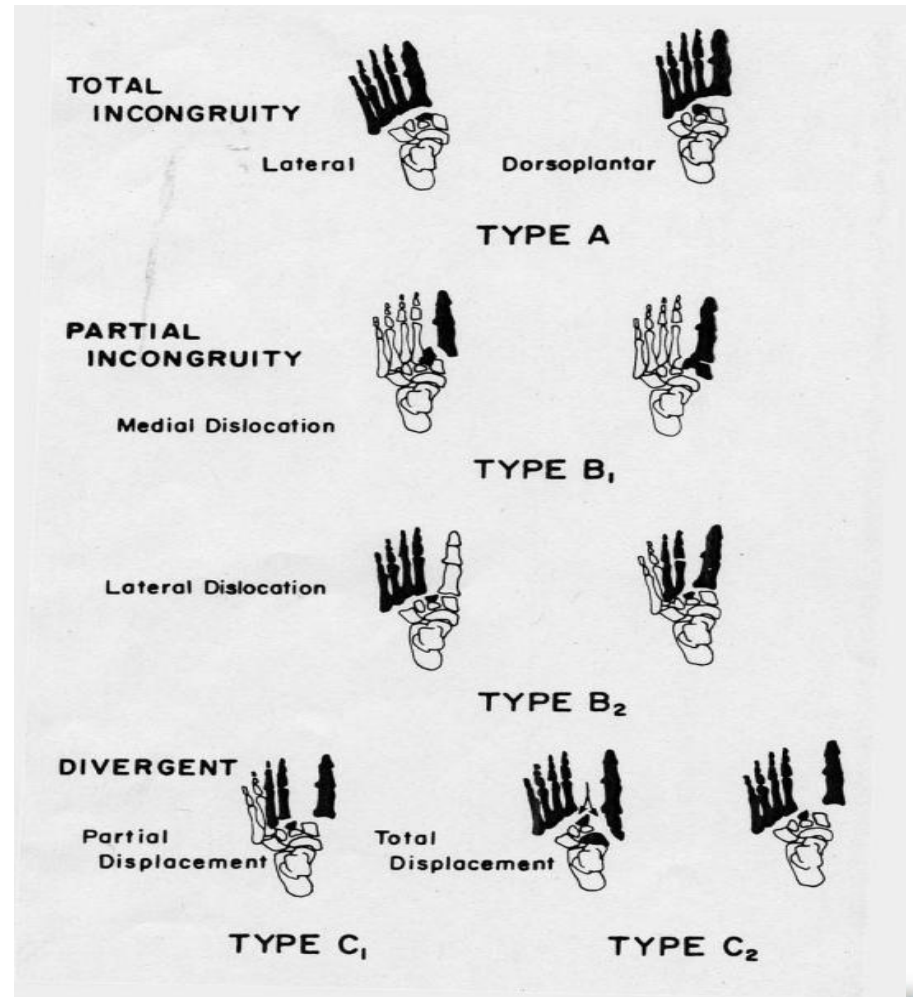 TOTAL
INCONGRUITY
Lateral
Dorsoplantar
TYPE A
PARTIAL
INCONGRUITY
Medial Dislocation
TYPE B₁
Lateral Dislocation
TYPE B₂
DIVERGENT
Partial
Displacement
Total
Displacement
TYPE C₁
TYPE C₂